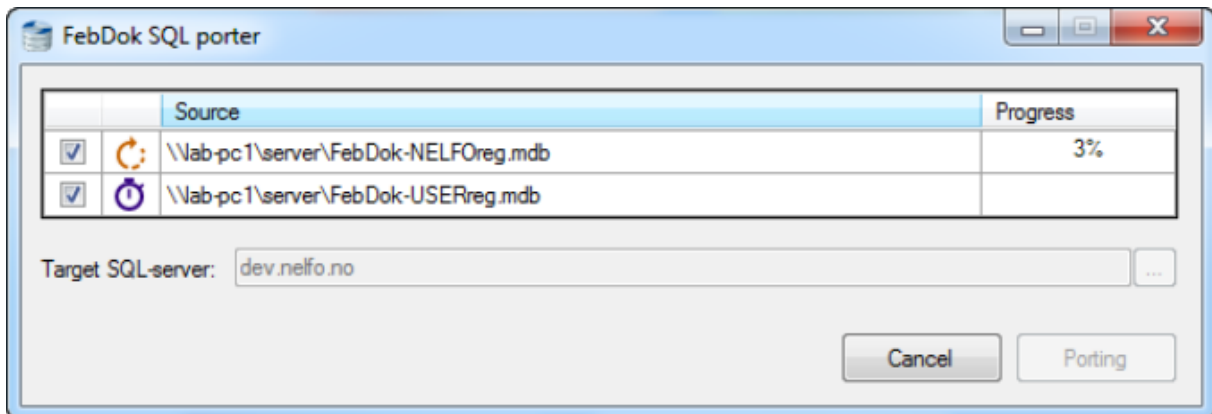 FebDok SQL porter
Source Progress
\\lab-pc1\server\FebDok-NELFOreg.mdb 3%
\\lab-pc1\server\FebDok-USERreg.mdb
Target SQL-server: dev.nelfo.no ...
Cancel Porting